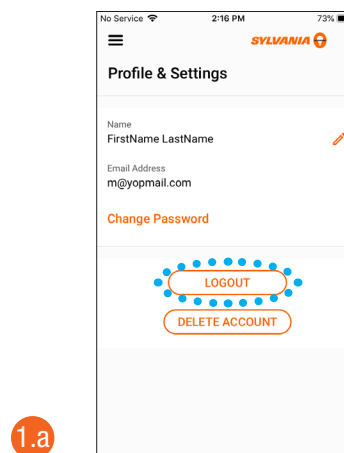 No Service 2:16 PM 73%
SYLVANIA
Profile & Settings
Name
FirstName LastName
Email Address
m@yopmail.com
Change Password
LOGOUT
DELETE ACCOUNT
1.a